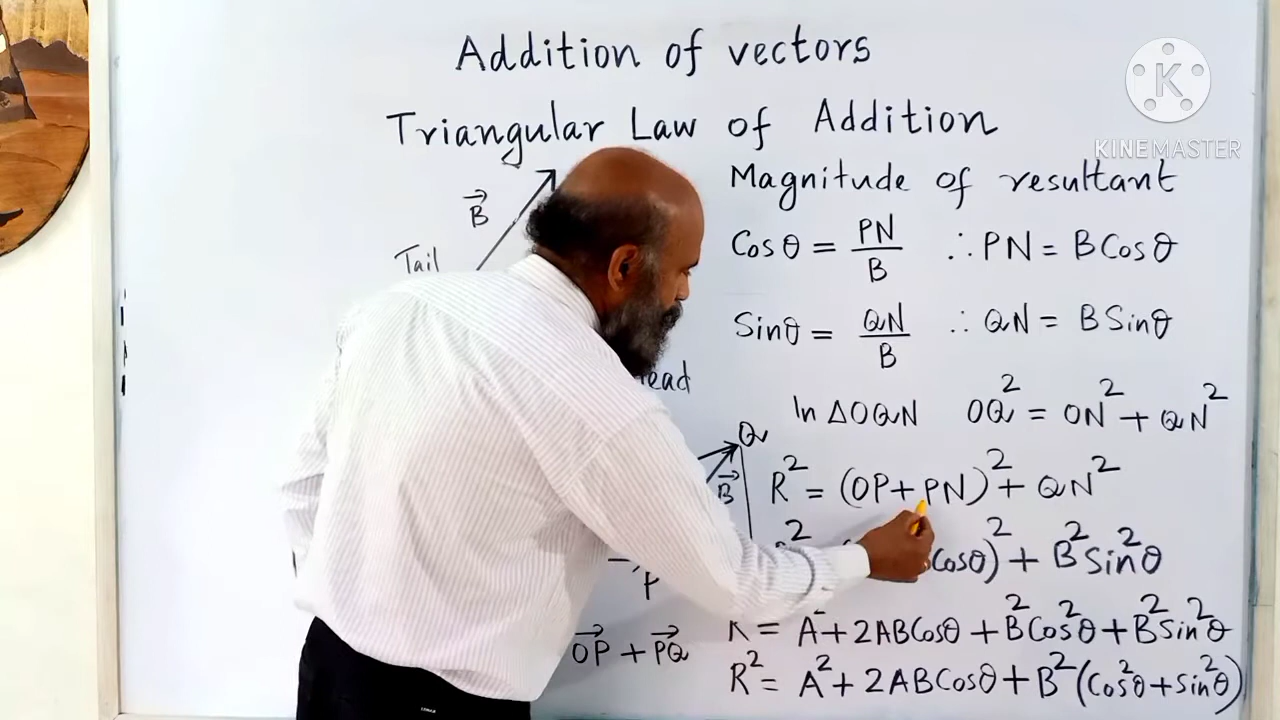 Addition of vectors
K
KINEMASTER
Triangular Law of Addition
B⃗
Tail
Magnitude of resultant
Cosθ = PN/B ∴ PN = BCosθ
Sinθ = QN/B ∴ QN = BSinθ
In ΔOQN OQ² = ON² + QN²
Q
B⃗
R² = (OP+PN)² + QN²
Cosθ)² + B²Sin²θ
P
OP⃗ + PQ⃗
= A² + 2ABCosθ + B²Cos²θ + B²Sin²θ
R² = A² + 2ABCosθ + B²(Cos²θ + Sin²θ)